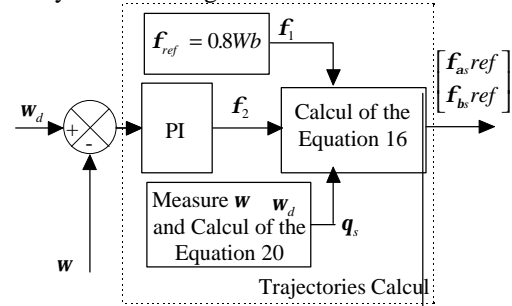 f_ref = 0.8Wb
f_1
[f_as ref
f_bs ref]
w_d
+
-
PI
f_2
Calcul of the
Equation 16
Measure w w_d
and Calcul of the
Equation 20
q_s
w
Trajectories Calcul